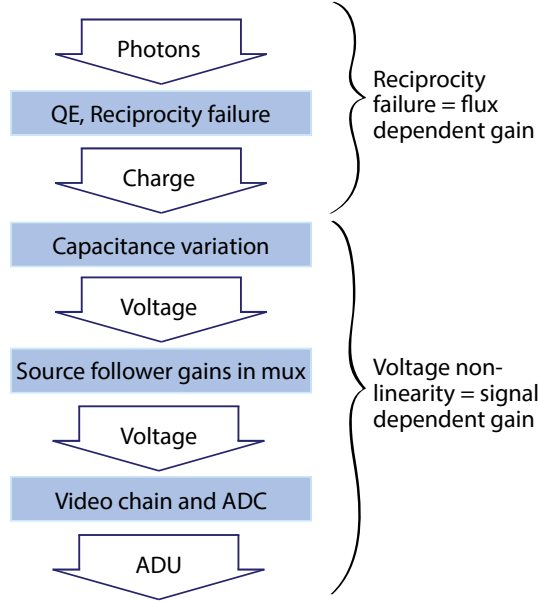 Photons
QE, Reciprocity failure
Charge
Reciprocity
failure = flux
dependent gain
Capacitance variation
Voltage
Source follower gains in mux
Voltage
Video chain and ADC
ADU
Voltage non-
linearity = signal
dependent gain